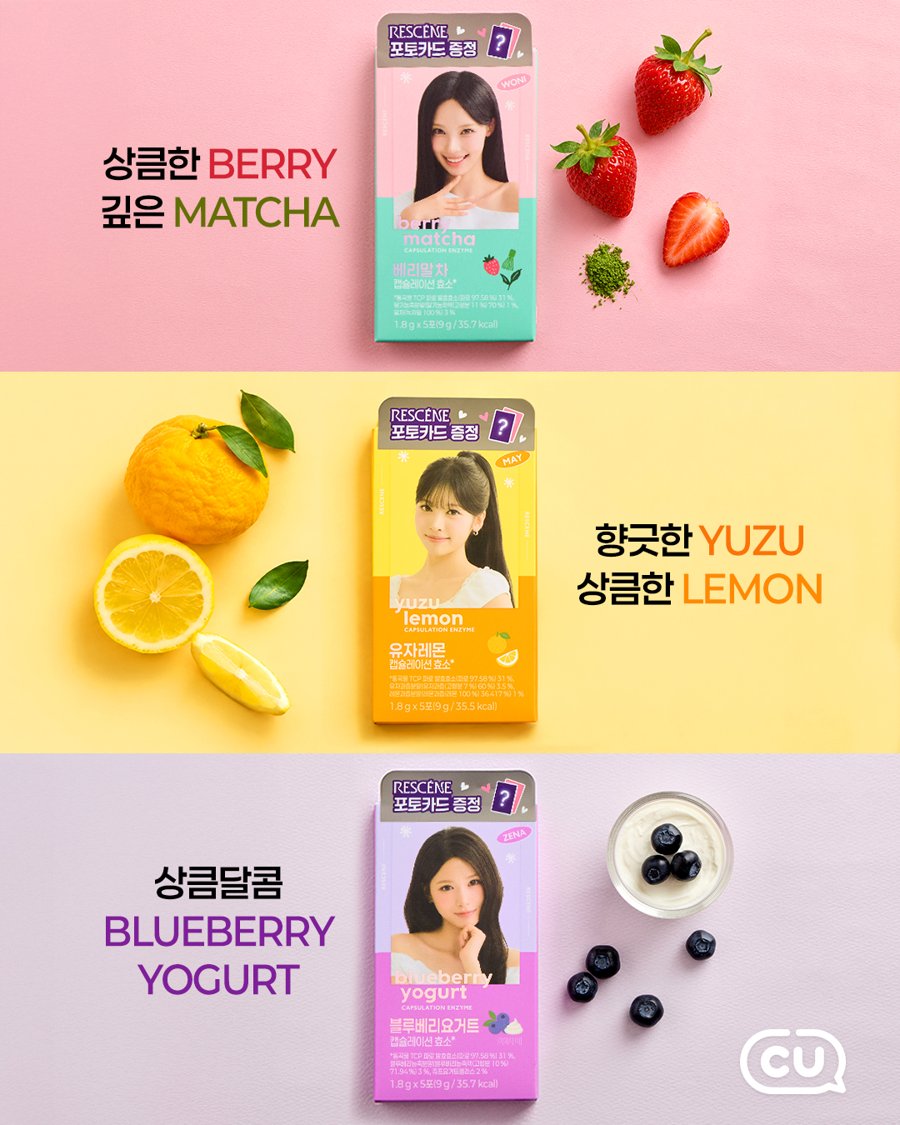 RESCÉNE
포토카드 증정
?
WONI
상큼한 BERRY
깊은 MATCHA
berry
matcha
CAPSULATION ENZYME
베리말차
캡슐레이션 효소*
1.8 g x 5포(9 g / 35.7 kcal)
RESCÉNE
포토카드 증정
?
MAY
RESCENE
향긋한 YUZU
상큼한 LEMON
yuzu
lemon
CAPSULATION ENZYME
유자레몬
캡슐레이션 효소*
1.8 g x 5포(9 g / 35.5 kcal)
RESCÉNE
포토카드 증정
?
ZENA
상큼달콤
BLUEBERRY
YOGURT
blueberry
yogurt
CAPSULATION ENZYME
블루베리요거트
캡슐레이션 효소*
1.8 g x 5포(9 g / 35.7 kcal)
CU